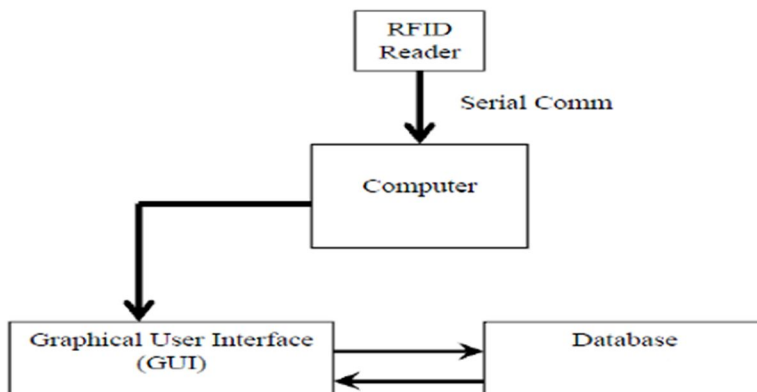 RFID
Reader
Serial Comm
Computer
Graphical User Interface
(GUI)
Database